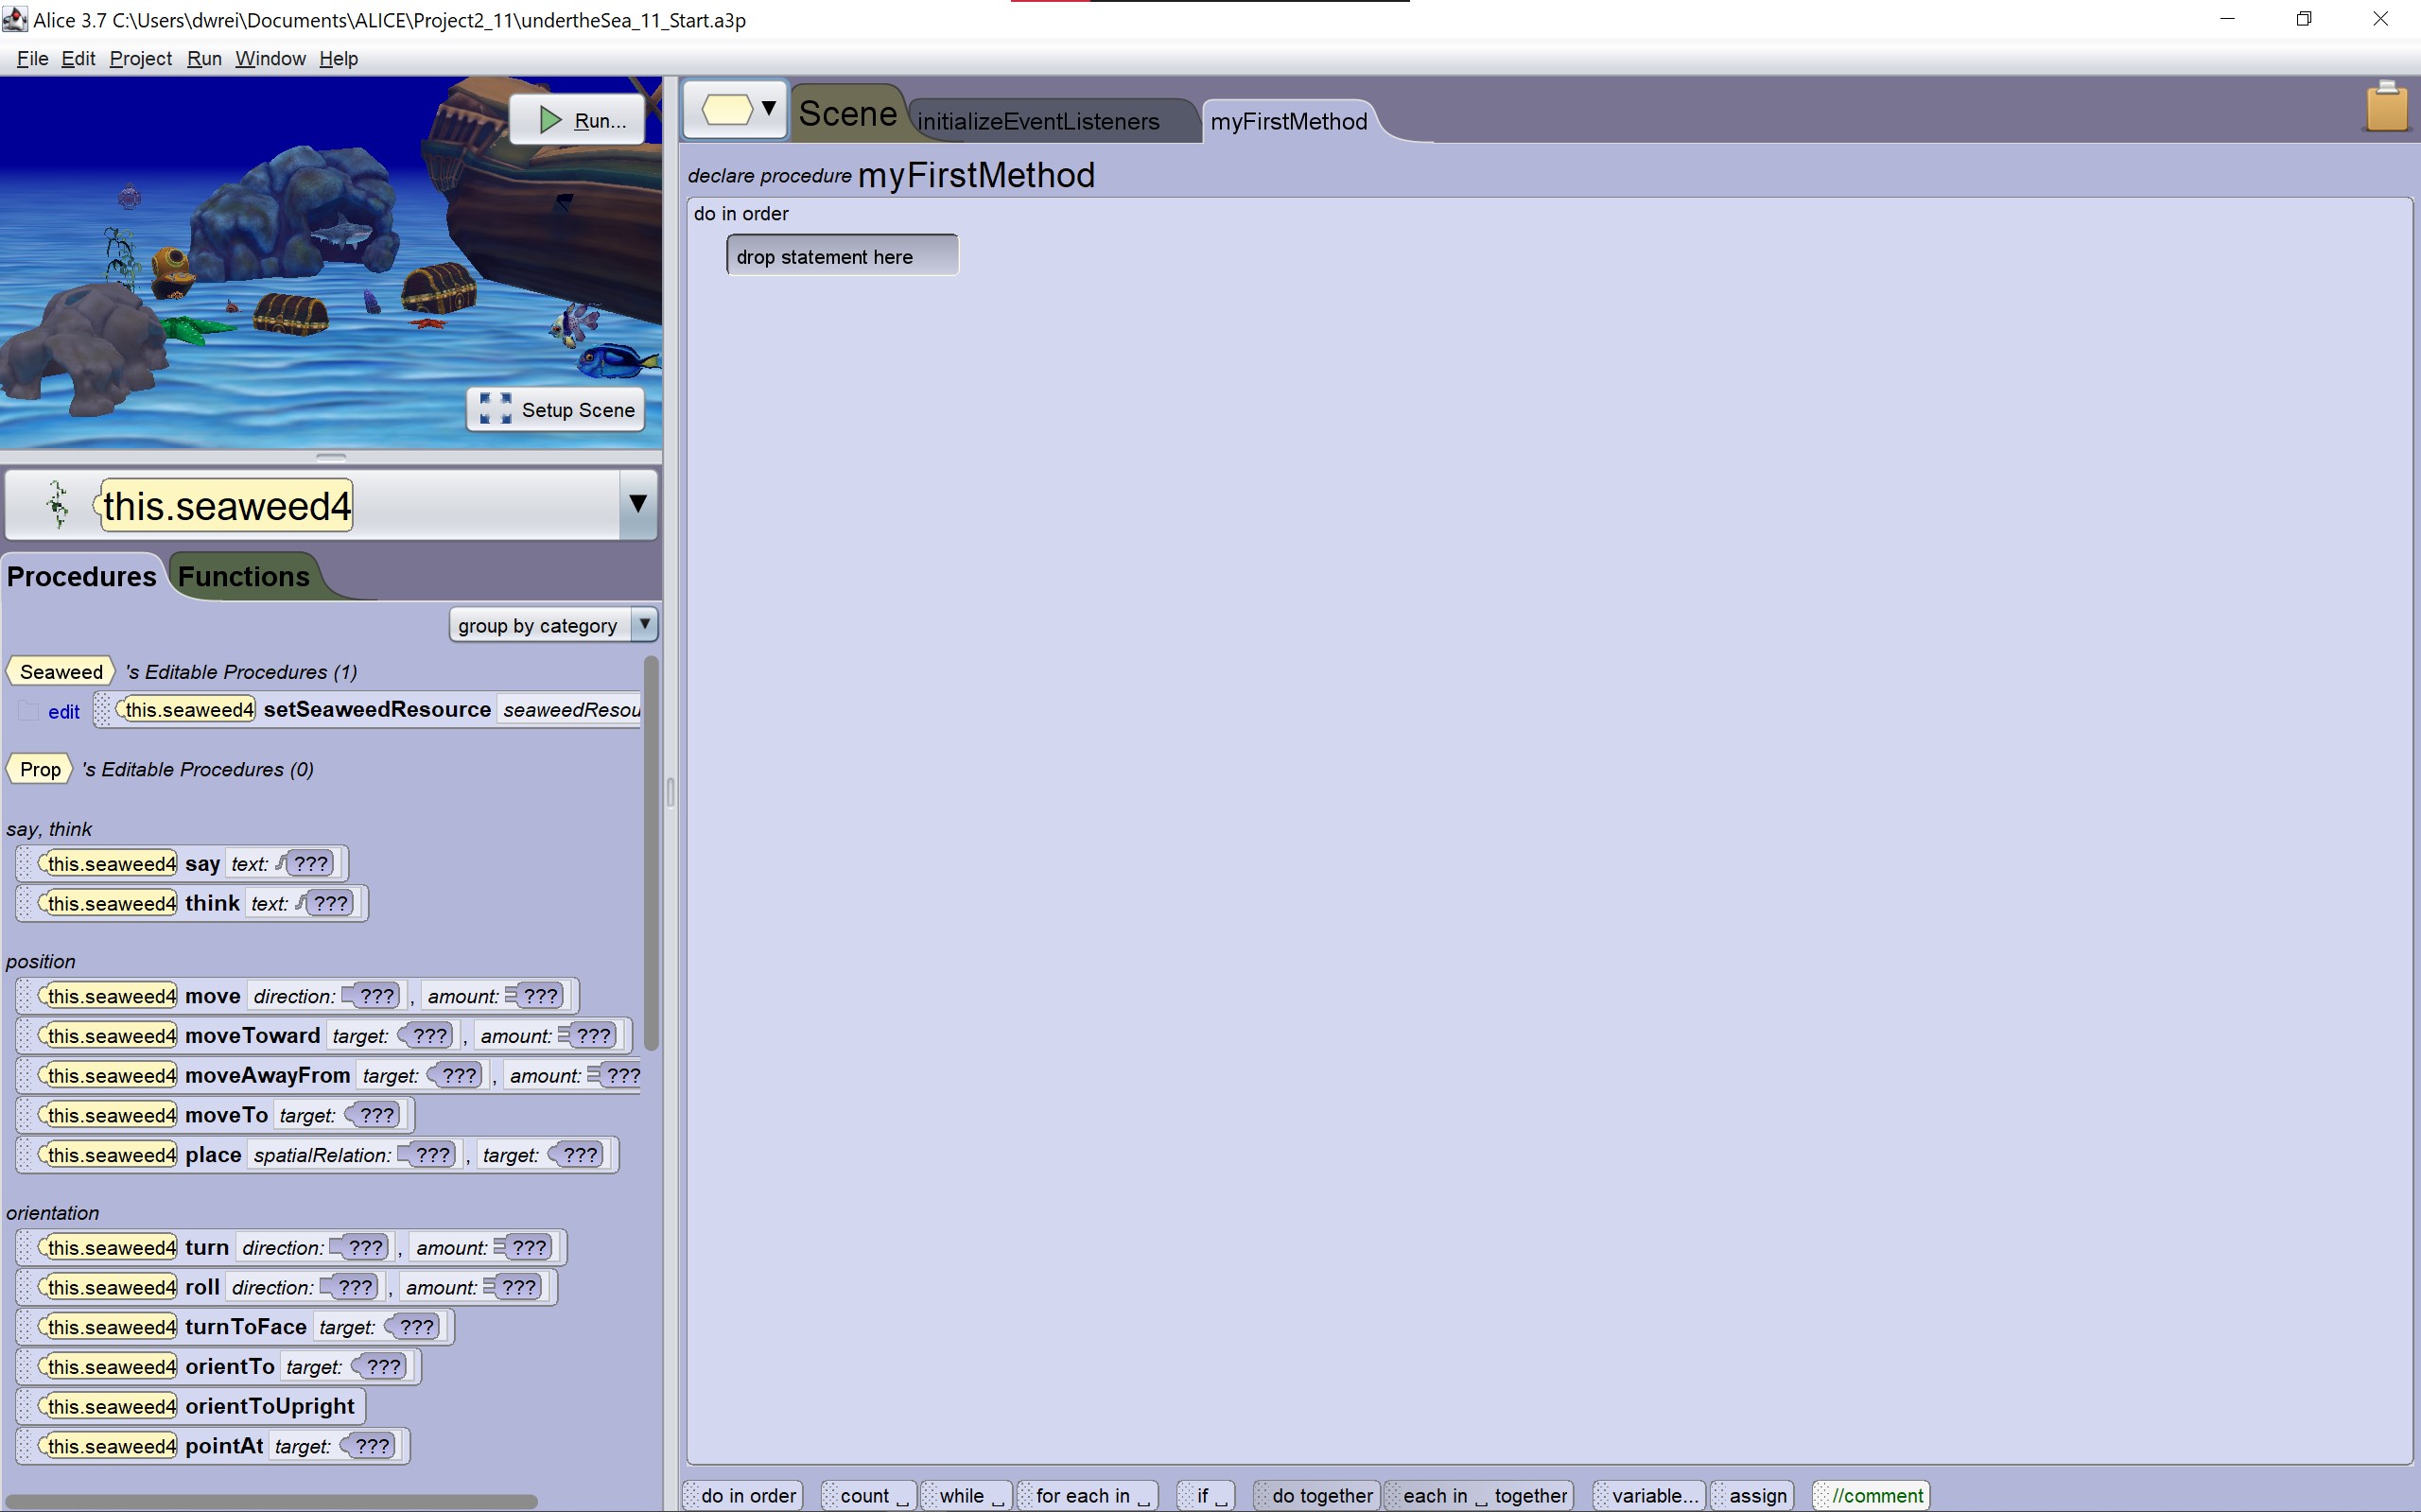 Alice 3.7 C:\Users\dwrei\Documents\ALICE\Project2_11\undertheSea_11_Start.a3p
File Edit Project Run Window Help
Run...
Setup Scene
this.seaweed4
Procedures Functions
group by category
Seaweed 's Editable Procedures (1)
edit this.seaweed4 setSeaweedResource seaweedResou
Prop 's Editable Procedures (0)
say, think
this.seaweed4 say text: ???
this.seaweed4 think text: ???
position
this.seaweed4 move direction: ??? , amount: ???
this.seaweed4 moveToward target: ??? , amount: ???
this.seaweed4 moveAwayFrom target: ??? , amount: ???
this.seaweed4 moveTo target: ???
this.seaweed4 place spatialRelation: ??? , target: ???
orientation
this.seaweed4 turn direction: ??? , amount: ???
this.seaweed4 roll direction: ??? , amount: ???
this.seaweed4 turnToFace target: ???
this.seaweed4 orientTo target: ???
this.seaweed4 orientToUpright
this.seaweed4 pointAt target: ???
Scene initializeEventListeners myFirstMethod
declare procedure myFirstMethod
do in order
drop statement here
do in order count ␣ while ␣ for each in ␣ if ␣ do together each in ␣ together variable... assign //comment